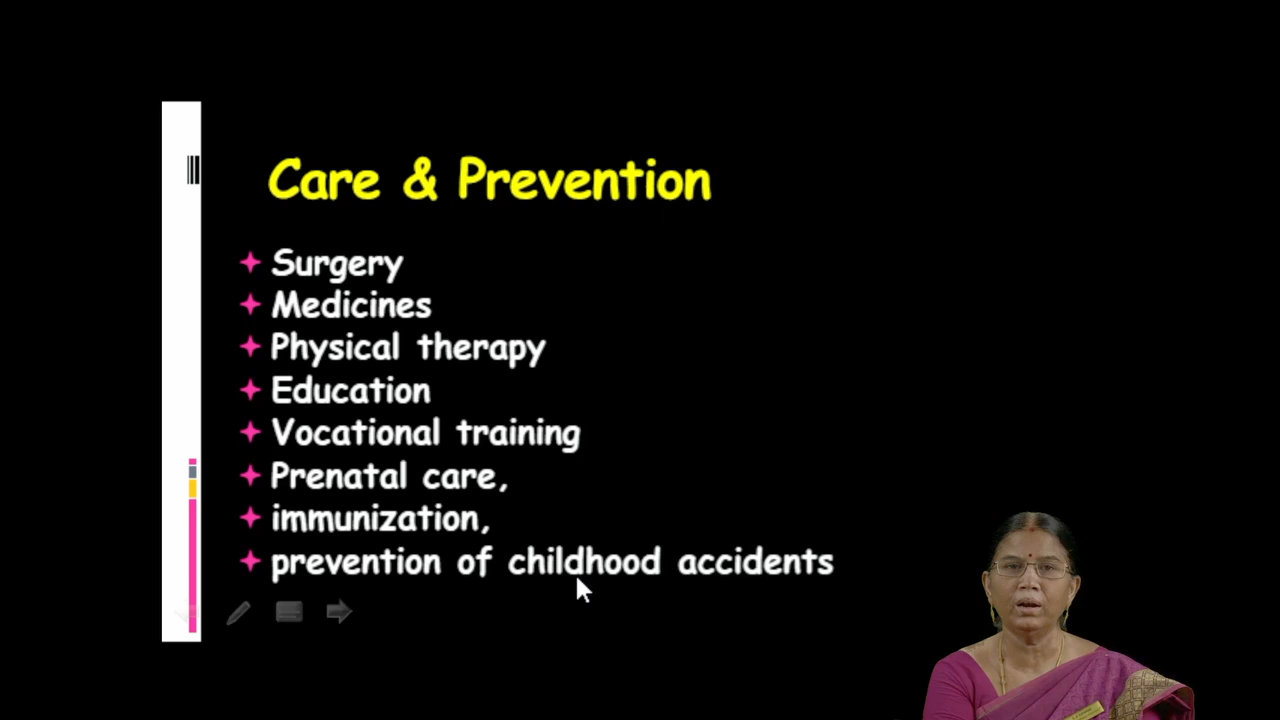 Care & Prevention
Surgery
Medicines
Physical therapy
Education
Vocational training
Prenatal care,
immunization,
prevention of childhood accidents